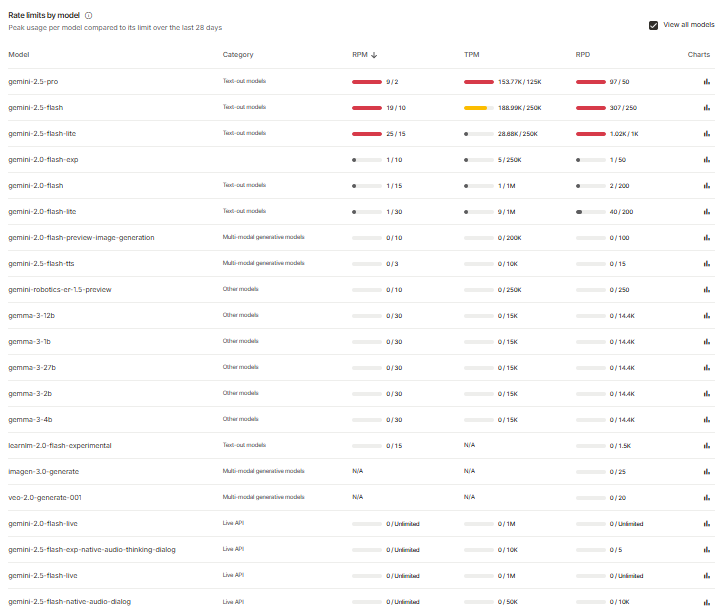 Rate limits by model
Peak usage per model compared to its limit over the last 28 days
View all models
Model Category RPM ↓ TPM RPD Charts
gemini-2.5-pro Text-out models 9 / 2 153.77K / 125K 97 / 50
gemini-2.5-flash Text-out models 19 / 10 188.99K / 250K 307 / 250
gemini-2.5-flash-lite Text-out models 25 / 15 28.68K / 250K 1.02K / 1K
gemini-2.0-flash-exp 1 / 10 5 / 250K 1 / 50
gemini-2.0-flash Text-out models 1 / 15 1 / 1M 2 / 200
gemini-2.0-flash-lite Text-out models 1 / 30 9 / 1M 40 / 200
gemini-2.0-flash-preview-image-generation Multi-modal generative models 0 / 10 0 / 200K 0 / 100
gemini-2.5-flash-tts Multi-modal generative models 0 / 3 0 / 10K 0 / 15
gemini-robotics-er-1.5-preview Other models 0 / 10 0 / 250K 0 / 250
gemma-3-12b Other models 0 / 30 0 / 15K 0 / 14.4K
gemma-3-1b Other models 0 / 30 0 / 15K 0 / 14.4K
gemma-3-27b Other models 0 / 30 0 / 15K 0 / 14.4K
gemma-3-2b Other models 0 / 30 0 / 15K 0 / 14.4K
gemma-3-4b Other models 0 / 30 0 / 15K 0 / 14.4K
learnlm-2.0-flash-experimental Text-out models 0 / 15 N/A 0 / 1.5K
imagen-3.0-generate Multi-modal generative models N/A N/A 0 / 25
veo-2.0-generate-001 Multi-modal generative models N/A N/A 0 / 20
gemini-2.0-flash-live Live API 0 / Unlimited 0 / 1M 0 / Unlimited
gemini-2.5-flash-exp-native-audio-thinking-dialog Live API 0 / Unlimited 0 / 10K 0 / 5
gemini-2.5-flash-live Live API 0 / Unlimited 0 / 1M 0 / Unlimited
gemini-2.5-flash-native-audio-dialog Live API 0 / Unlimited 0 / 50K 0 / 10K